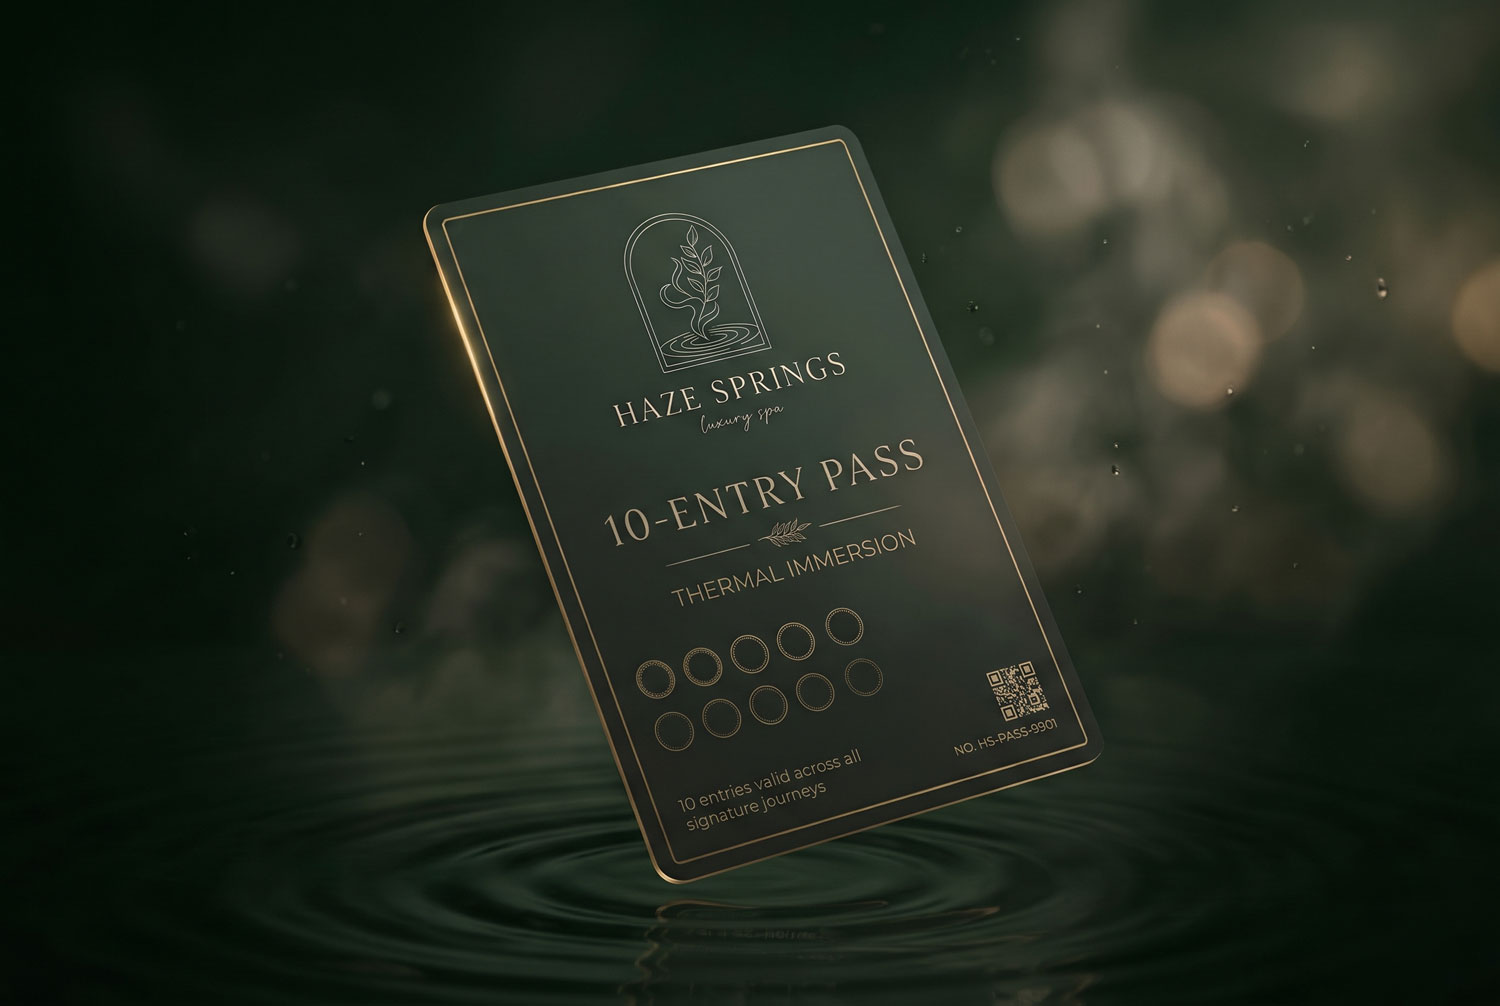 HAZE SPRINGS
luxury spa
10-ENTRY PASS
THERMAL IMMERSION
10 entries valid across all
signature journeys
NO. HS-PASS-9901